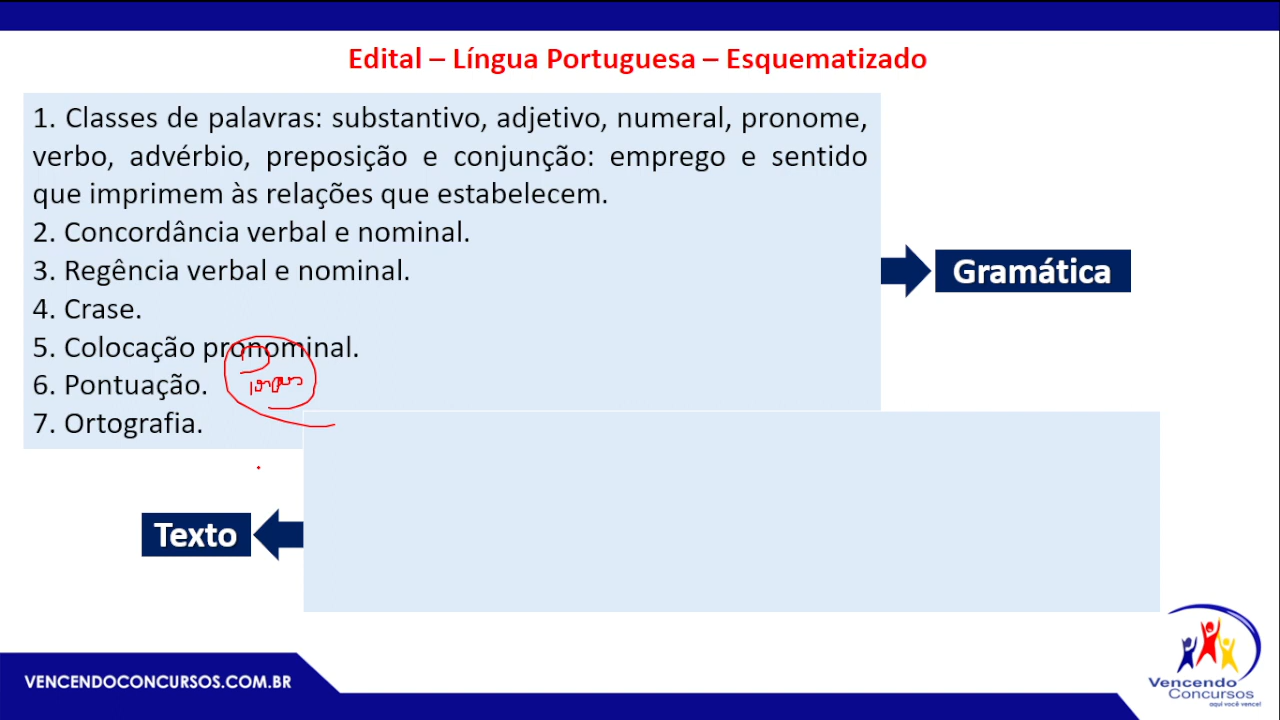 Edital – Língua Portuguesa – Esquematizado
1. Classes de palavras: substantivo, adjetivo, numeral, pronome,
verbo, advérbio, preposição e conjunção: emprego e sentido
que imprimem às relações que estabelecem.
2. Concordância verbal e nominal.
3. Regência verbal e nominal.
4. Crase.
5. Colocação pronominal.
6. Pontuação.
7. Ortografia.
Gramática
Texto
VENCENDOCONCURSOS.COM.BR
Vencendo
Concursos
aqui você vence!